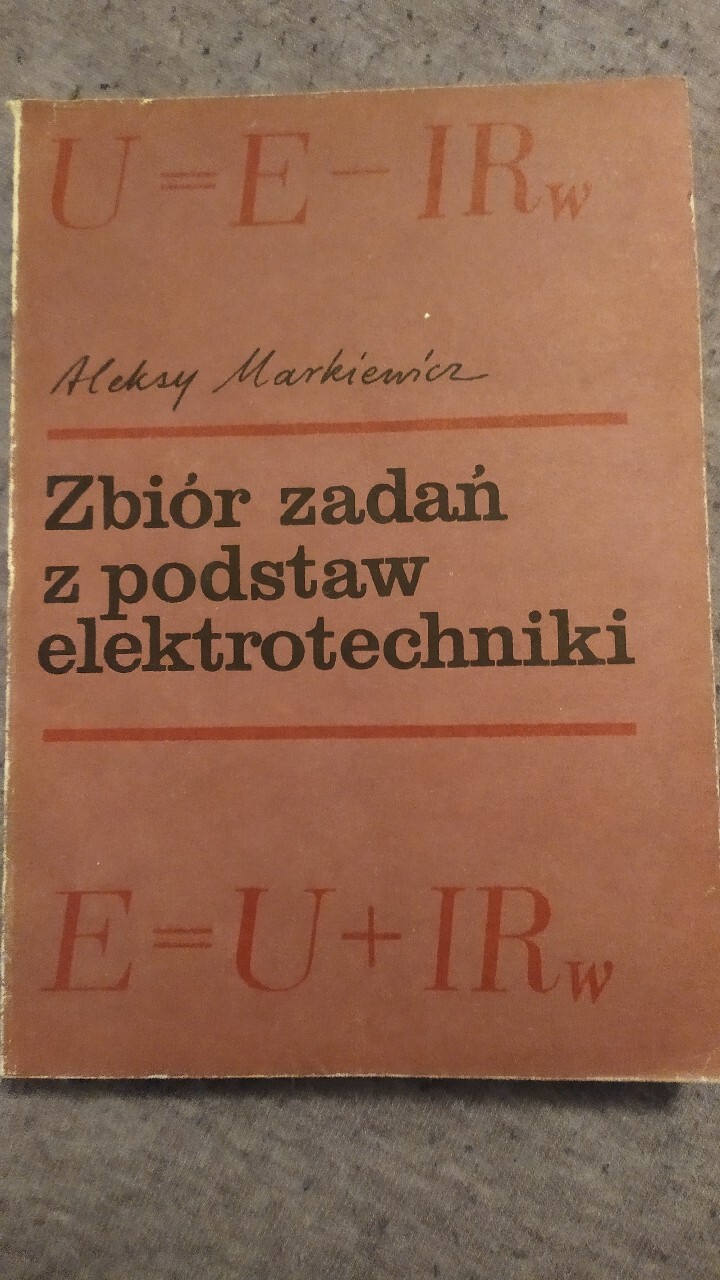 U = E − IRw
Aleksy Markiewicz
Zbiór zadań
z podstaw
elektrotechniki
E = U + IRw